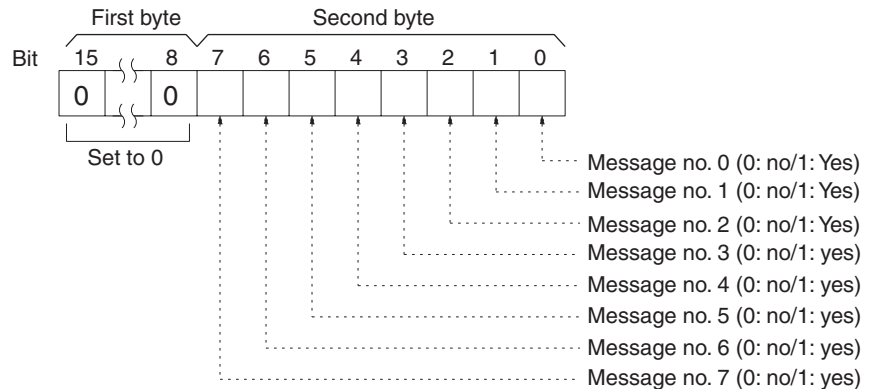 First byte Second byte
Bit 15 8 7 6 5 4 3 2 1 0
0 0
Set to 0
Message no. 0 (0: no/1: Yes)
Message no. 1 (0: no/1: Yes)
Message no. 2 (0: no/1: Yes)
Message no. 3 (0: no/1: yes)
Message no. 4 (0: no/1: yes)
Message no. 5 (0: no/1: yes)
Message no. 6 (0: no/1: yes)
Message no. 7 (0: no/1: yes)